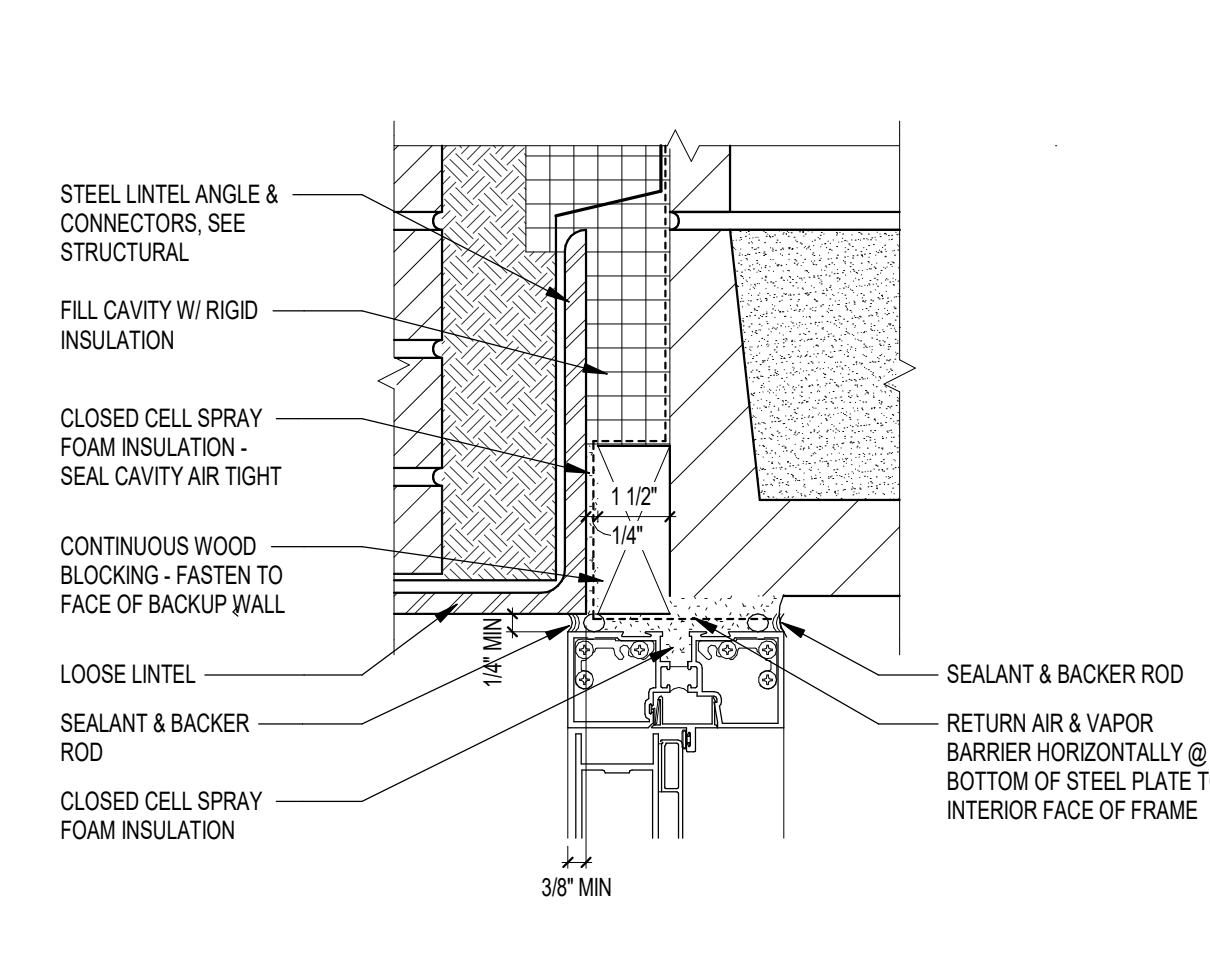 STEEL LINTEL ANGLE &
CONNECTORS, SEE
STRUCTURAL
FILL CAVITY W/ RIGID
INSULATION
CLOSED CELL SPRAY
FOAM INSULATION -
SEAL CAVITY AIR TIGHT
CONTINUOUS WOOD
BLOCKING - FASTEN TO
FACE OF BACKUP WALL
LOOSE LINTEL
SEALANT & BACKER
ROD
CLOSED CELL SPRAY
FOAM INSULATION
1 1/2"
1/4"
1/4" MIN
3/8" MIN
SEALANT & BACKER ROD
RETURN AIR & VAPOR
BARRIER HORIZONTALLY @
BOTTOM OF STEEL PLATE T
INTERIOR FACE OF FRAME